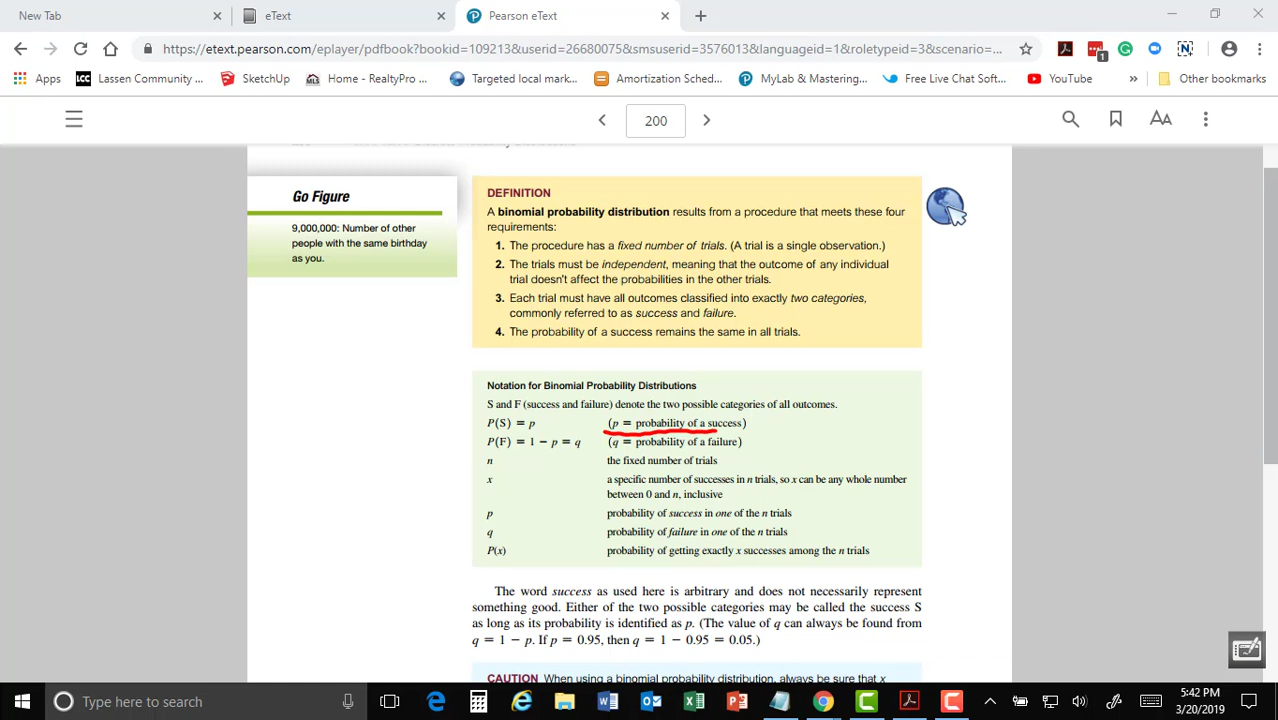 New Tab
eText
Pearson eText
https://etext.pearson.com/eplayer/pdfbook?bookid=109213&userid=26680075&smsuserid=3576013&languageid=1&roletypeid=3&scenario=...
1
Apps
LCC Lassen Community ...
SketchUp
Home - RealtyPro ...
Targeted local mark...
Amortization Sched...
MyLab & Mastering...
Free Live Chat Soft...
YouTube
Other bookmarks
200
Go Figure
9,000,000: Number of other
people with the same birthday
as you.
DEFINITION
A binomial probability distribution results from a procedure that meets these four
requirements:
1. The procedure has a fixed number of trials. (A trial is a single observation.)
2. The trials must be independent, meaning that the outcome of any individual
trial doesn't affect the probabilities in the other trials.
3. Each trial must have all outcomes classified into exactly two categories,
commonly referred to as success and failure.
4. The probability of a success remains the same in all trials.
Notation for Binomial Probability Distributions
S and F (success and failure) denote the two possible categories of all outcomes.
P(S) = p (p = probability of a success)
P(F) = 1 − p = q (q = probability of a failure)
n the fixed number of trials
x a specific number of successes in n trials, so x can be any whole number
between 0 and n, inclusive
p probability of success in one of the n trials
q probability of failure in one of the n trials
P(x) probability of getting exactly x successes among the n trials
The word success as used here is arbitrary and does not necessarily represent
something good. Either of the two possible categories may be called the success S
as long as its probability is identified as p. (The value of q can always be found from
q = 1 − p. If p = 0.95, then q = 1 − 0.95 = 0.05.)
CAUTION When using a binomial probability distribution, always be sure that x
Type here to search
5:42 PM
3/20/2019